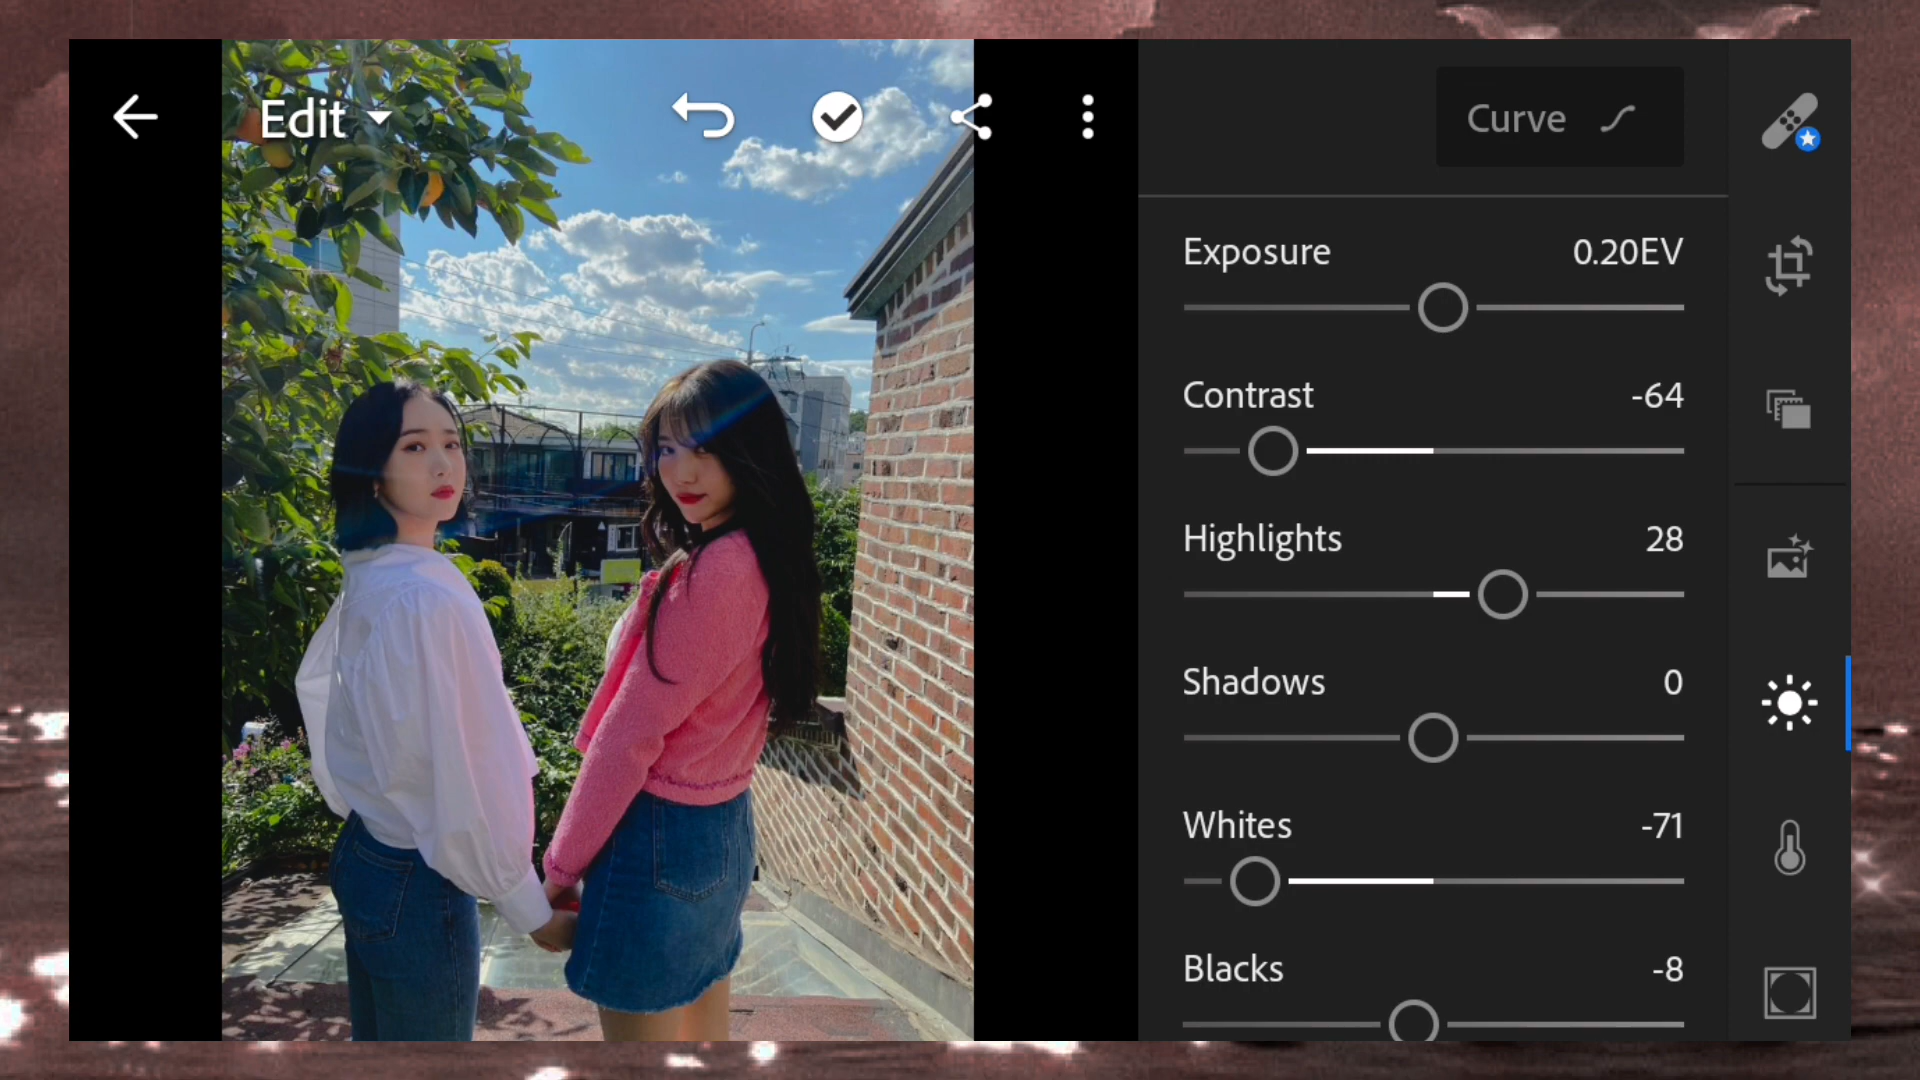 Edit
Curve
Exposure 0.20EV
Contrast -64
Highlights 28
Shadows 0
Whites -71
Blacks -8